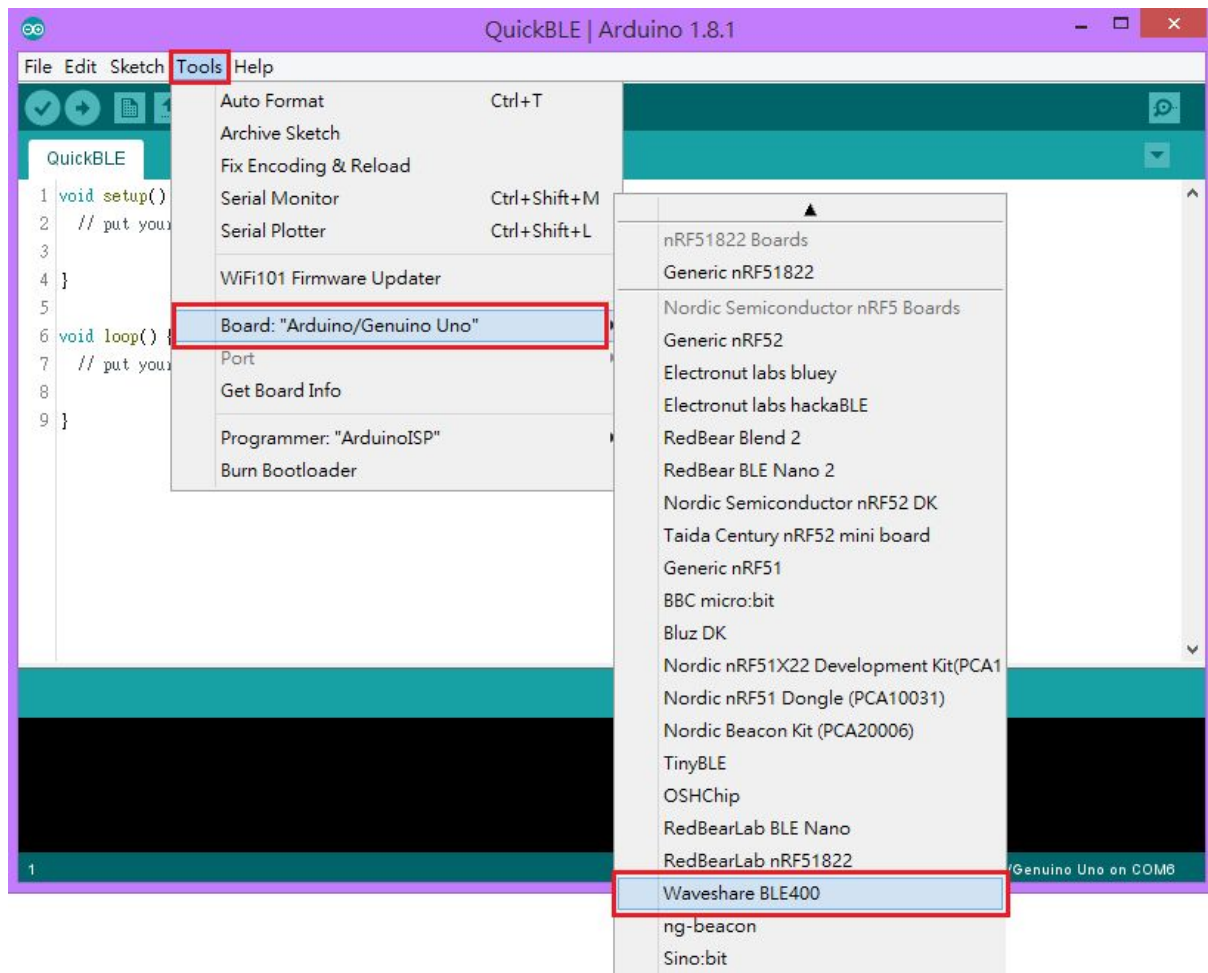 QuickBLE | Arduino 1.8.1
File Edit Sketch Tools Help
QuickBLE
1 void setup()
2 // put your
3
4 }
5
6 void loop() {
7 // put your
8
9 }
Auto Format Ctrl+T
Archive Sketch
Fix Encoding & Reload
Serial Monitor Ctrl+Shift+M
Serial Plotter Ctrl+Shift+L
WiFi101 Firmware Updater
Board: "Arduino/Genuino Uno"
Port
Get Board Info
Programmer: "ArduinoISP"
Burn Bootloader
nRF51822 Boards
Generic nRF51822
Nordic Semiconductor nRF5 Boards
Generic nRF52
Electronut labs bluey
Electronut labs hackaBLE
RedBear Blend 2
RedBear BLE Nano 2
Nordic Semiconductor nRF52 DK
Taida Century nRF52 mini board
Generic nRF51
BBC micro:bit
Bluz DK
Nordic nRF51X22 Development Kit(PCA1
Nordic nRF51 Dongle (PCA10031)
Nordic Beacon Kit (PCA20006)
TinyBLE
OSHChip
RedBearLab BLE Nano
RedBearLab nRF51822
Waveshare BLE400
ng-beacon
Sino:bit
1 /Genuino Uno on COM6